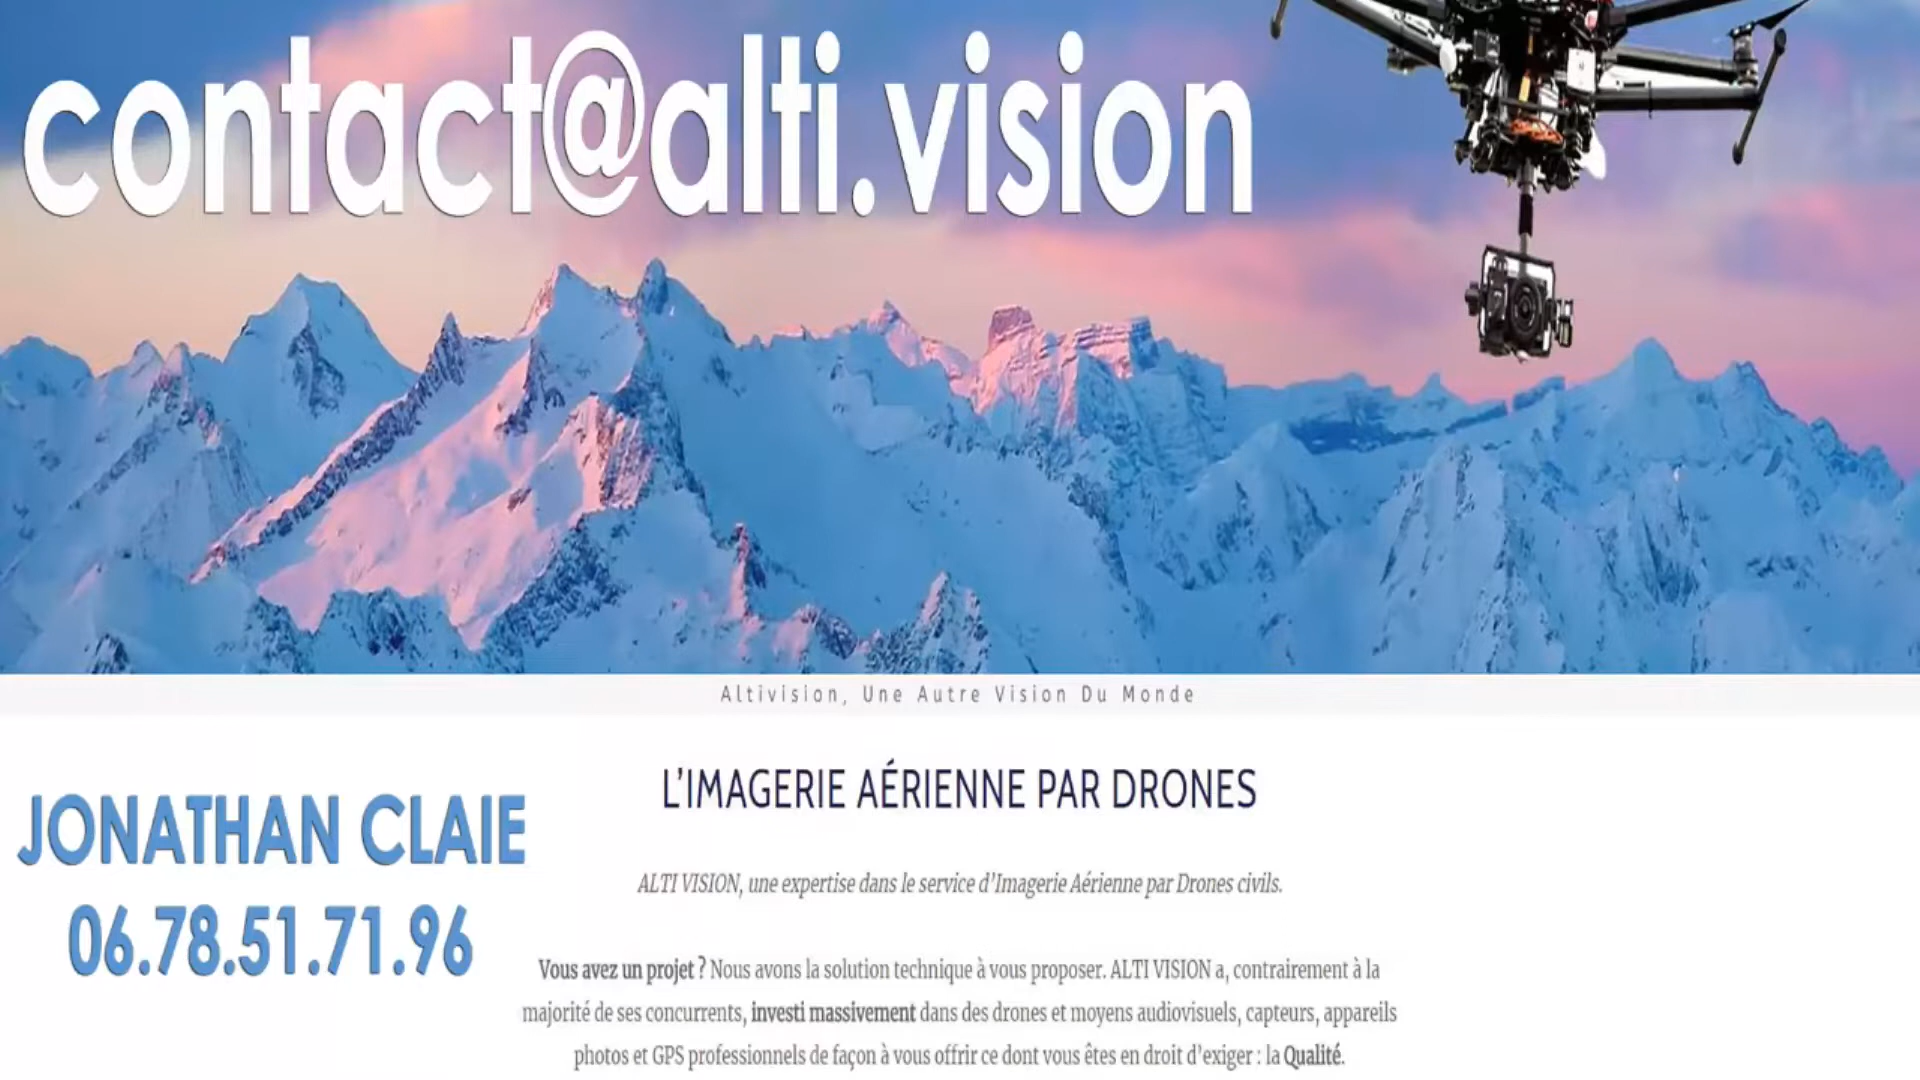 contact@alti.vision
Altivision, Une Autre Vision Du Monde
L'IMAGERIE AÉRIENNE PAR DRONES
JONATHAN CLAIE
06.78.51.71.96
ALTI VISION, une expertise dans le service d'Imagerie Aérienne par Drones civils.
Vous avez un projet ? Nous avons la solution technique à vous proposer. ALTI VISION a, contrairement à la
majorité de ses concurrents, investi massivement dans des drones et moyens audiovisuels, capteurs, appareils
photos et GPS professionnels de façon à vous offrir ce dont vous êtes en droit d'exiger : la Qualité.